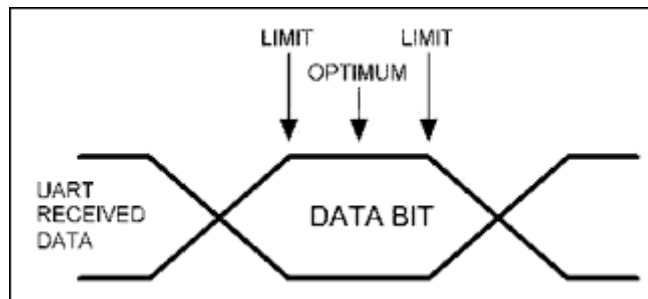 LIMIT LIMIT
OPTIMUM
UART
RECEIVED
DATA
DATA BIT